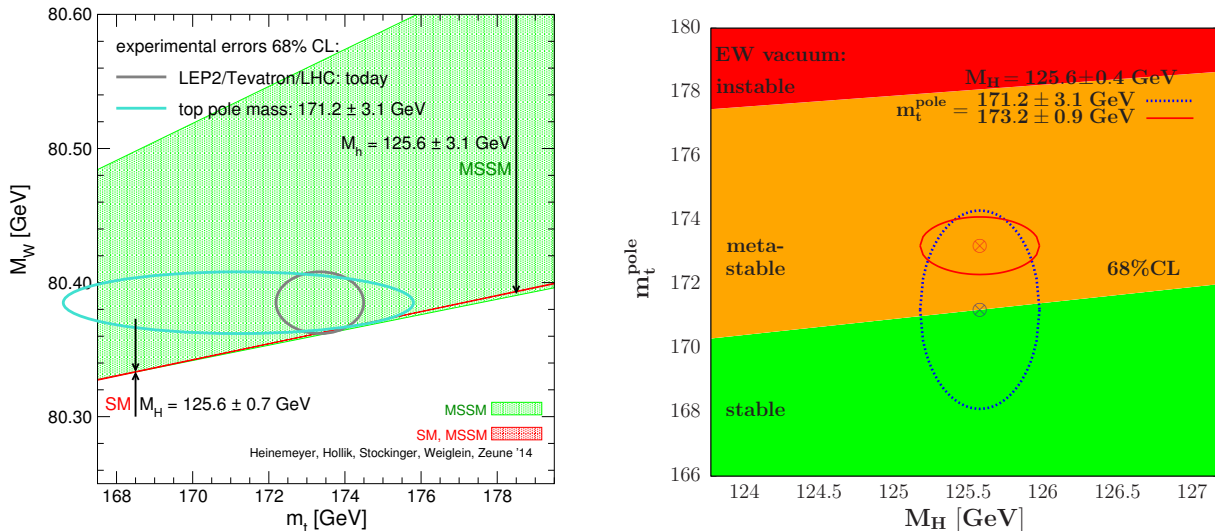 80.60
80.50
80.40
80.30
M_W [GeV]
experimental errors 68% CL:
LEP2/Tevatron/LHC: today
top pole mass: 171.2 ± 3.1 GeV
M_h = 125.6 ± 3.1 GeV
MSSM
SM M_H = 125.6 ± 0.7 GeV
MSSM
SM, MSSM
Heinemeyer, Hollik, Stockinger, Weiglein, Zeune '14
168 170 172 174 176 178
m_t [GeV]
180
178
176
174
172
170
168
166
m_t^pole
EW vacuum:
instable
M_H = 125.6±0.4 GeV
m_t^pole = 171.2 ± 3.1 GeV
173.2 ± 0.9 GeV
meta-
stable
68%CL
stable
124 124.5 125 125.5 126 126.5 127
M_H [GeV]